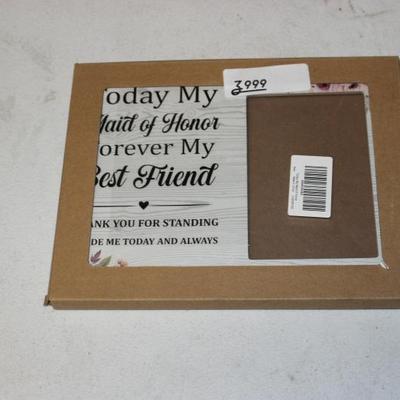 3999
oday My
Maid of Honor
orever My
Best Friend
ANK YOU FOR STANDING
DE ME TODAY AND ALWAYS